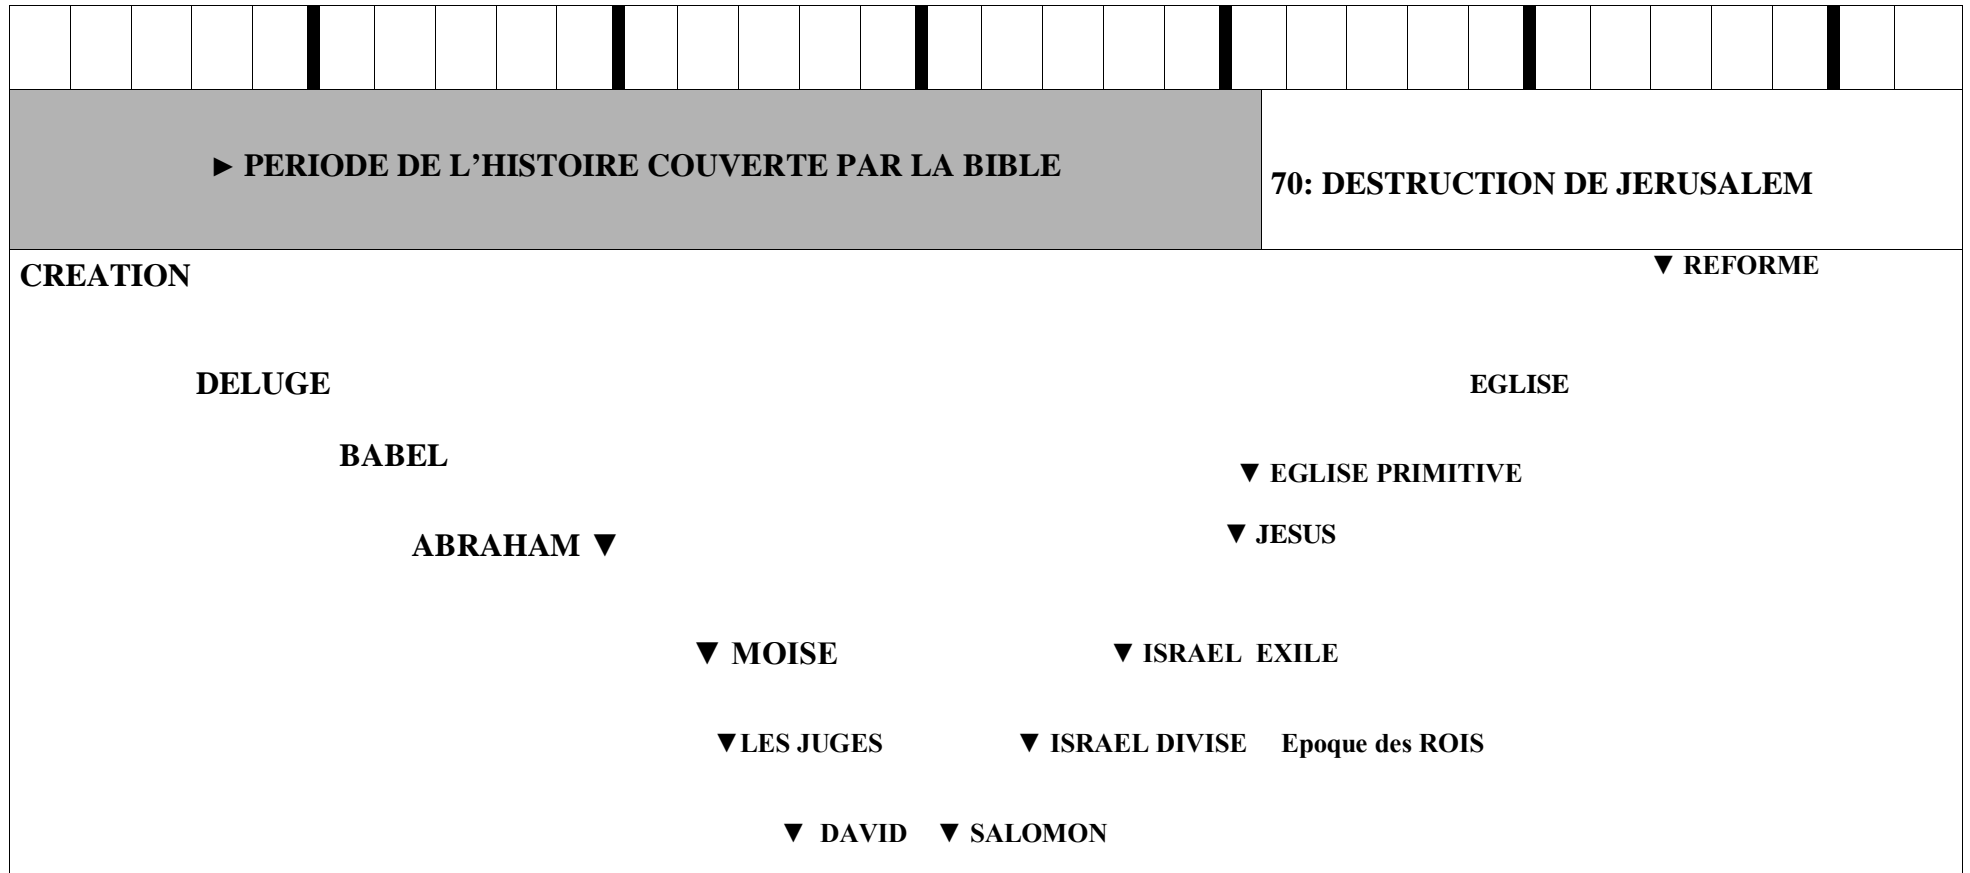 ► PERIODE DE L’HISTOIRE COUVERTE PAR LA BIBLE
70: DESTRUCTION DE JERUSALEM
CREATION
▼ REFORME
DELUGE
EGLISE
BABEL
▼ EGLISE PRIMITIVE
ABRAHAM ▼
▼ JESUS
▼ MOISE
▼ ISRAEL EXILE
▼LES JUGES
▼ ISRAEL DIVISE
Epoque des ROIS
▼ DAVID
▼ SALOMON